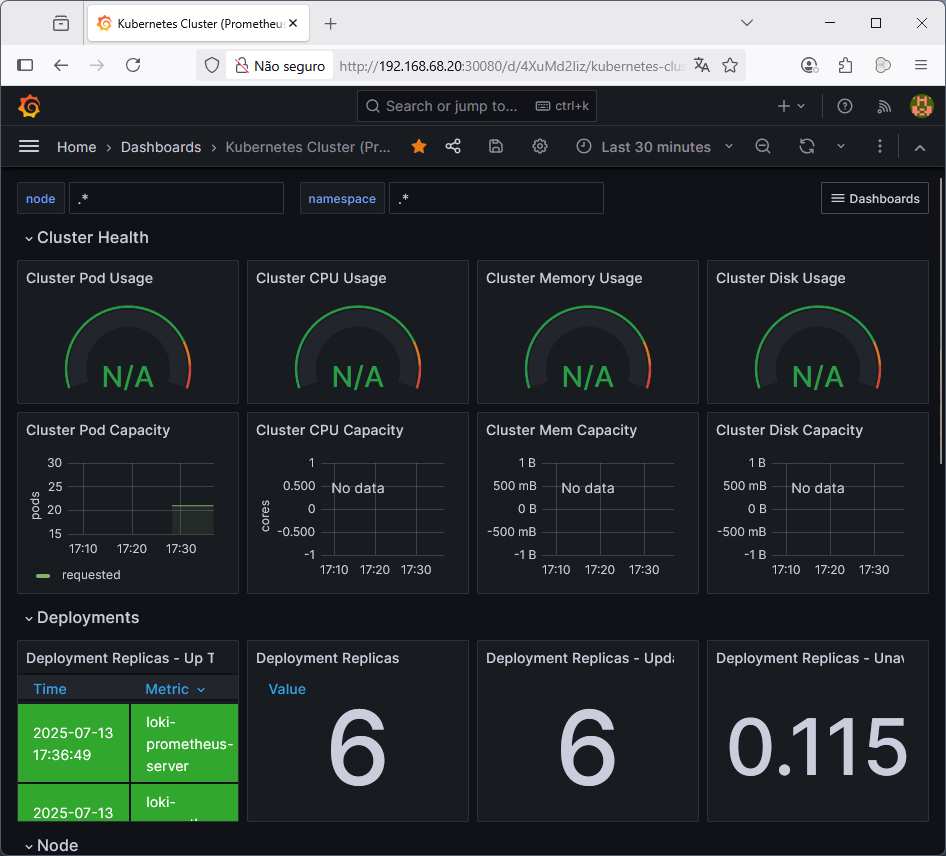 Kubernetes Cluster (Prometheu
Não seguro
http://192.168.68.20:30080/d/4XuMd2Iiz/kubernetes-clus
Search or jump to...
ctrl+k
Home
Dashboards
Kubernetes Cluster (Pr...
Last 30 minutes
node
.*
namespace
.*
Dashboards
Cluster Health
Cluster Pod Usage
N/A
Cluster CPU Usage
N/A
Cluster Memory Usage
N/A
Cluster Disk Usage
N/A
Cluster Pod Capacity
30
25
20
15
pods
17:10 17:20 17:30
requested
Cluster CPU Capacity
1
0.500
0
-0.500
-1
cores
No data
17:10 17:20 17:30
Cluster Mem Capacity
1 B
500 mB
0 B
-500 mB
-1 B
No data
17:10 17:20 17:30
Cluster Disk Capacity
1 B
500 mB
0 B
-500 mB
-1 B
No data
17:10 17:20 17:30
Deployments
Deployment Replicas - Up T
Time Metric
2025-07-13
17:36:49
loki-
prometheus-
server
2025-07-13
loki-
Deployment Replicas
Value
6
Deployment Replicas - Upda
6
Deployment Replicas - Unav
0.115
Node